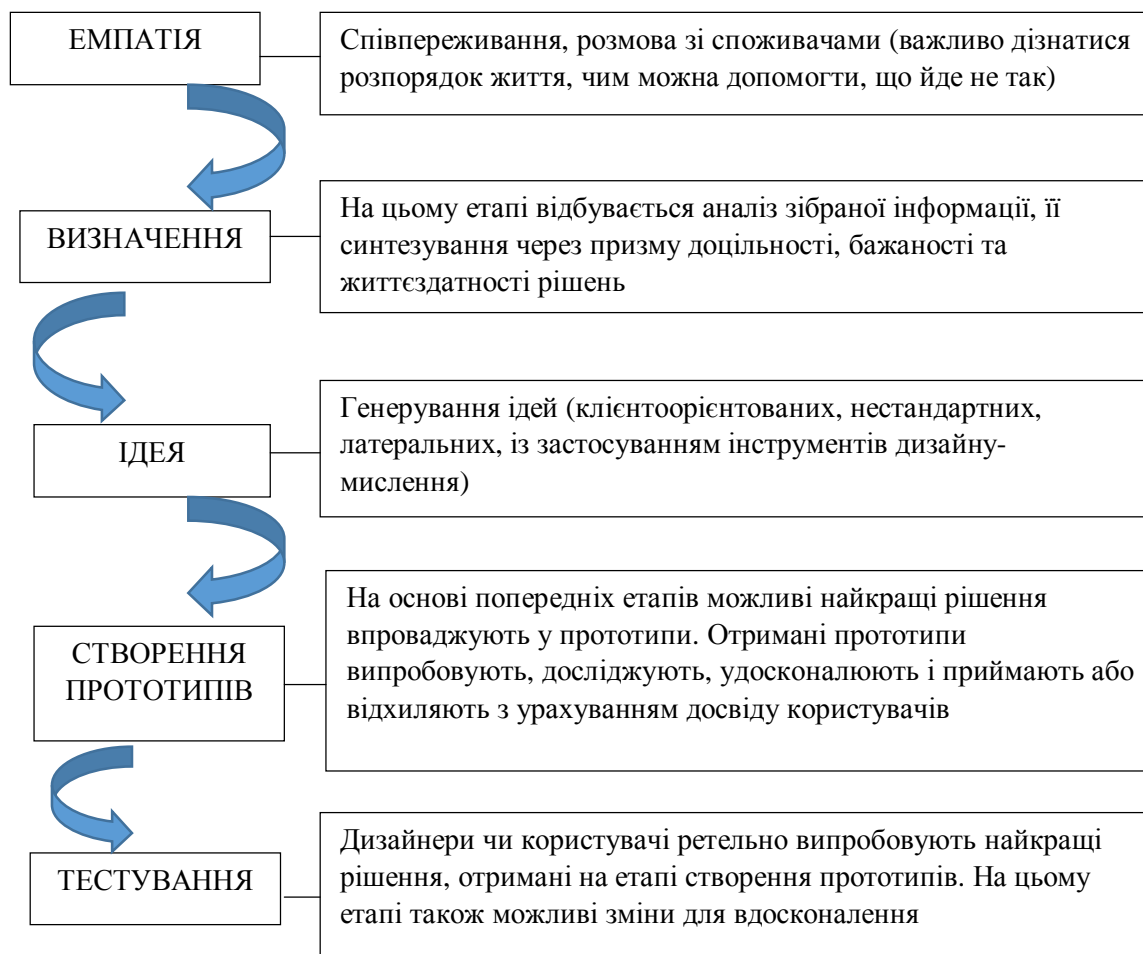 ЕМПАТІЯ
Співпереживання, розмова зі споживачами (важливо дізнатися
розпорядок життя, чим можна допомогти, що йде не так)
ВИЗНАЧЕННЯ
На цьому етапі відбувається аналіз зібраної інформації, її
синтезування через призму доцільності, бажаності та
життєздатності рішень
ІДЕЯ
Генерування ідей (клієнтоорієнтованих, нестандартних,
латеральних, із застосуванням інструментів дизайну-
мислення)
СТВОРЕННЯ
ПРОТОТИПІВ
На основі попередніх етапів можливі найкращі рішення
впроваджують у прототипи. Отримані прототипи
випробовують, досліджують, удосконалюють і приймають або
відхиляють з урахуванням досвіду користувачів
ТЕСТУВАННЯ
Дизайнери чи користувачі ретельно випробовують найкращі
рішення, отримані на етапі створення прототипів. На цьому
етапі також можливі зміни для вдосконалення